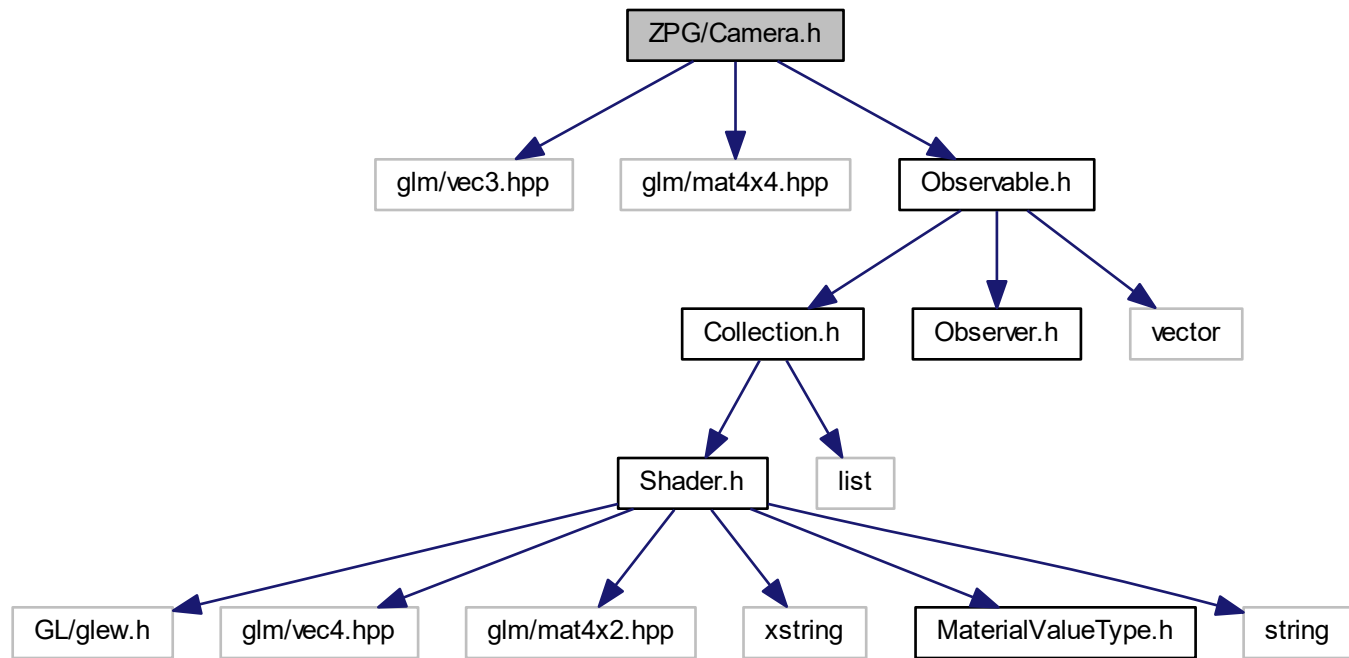 ZPG/Camera.h
glm/vec3.hpp
glm/mat4x4.hpp
Observable.h
Collection.h
Observer.h
vector
Shader.h
list
GL/glew.h
glm/vec4.hpp
glm/mat4x2.hpp
xstring
MaterialValueType.h
string